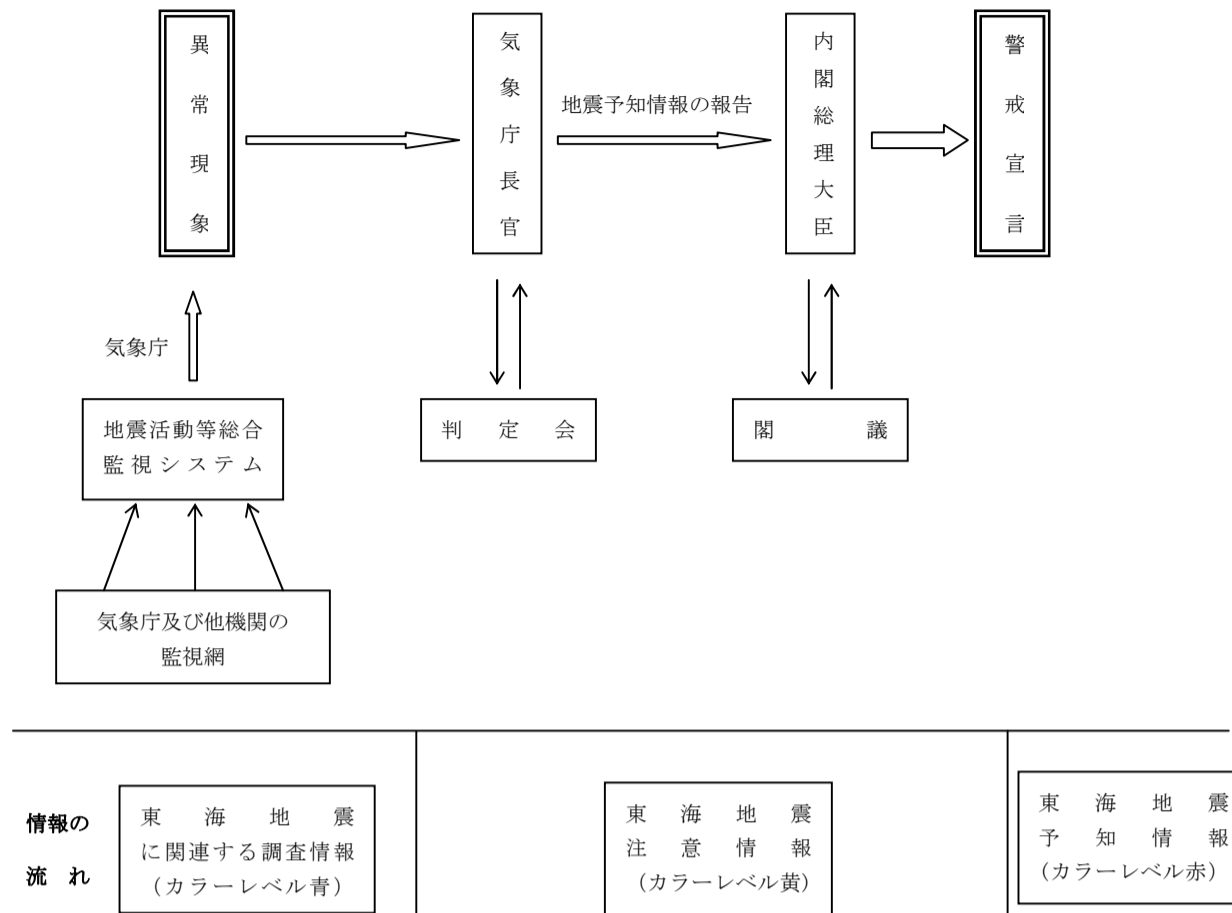 異常現象
気象庁長官
内閣総理大臣
警戒宣言
地震予知情報の報告
気象庁
地震活動等総合
監視システム
判定会
閣議
気象庁及び他機関の
監視網
情報の
流れ
東海地震
に関連する調査情報
（カラーレベル青）
東海地震
注意情報
（カラーレベル黄）
東海地震
予知情報
（カラーレベル赤）